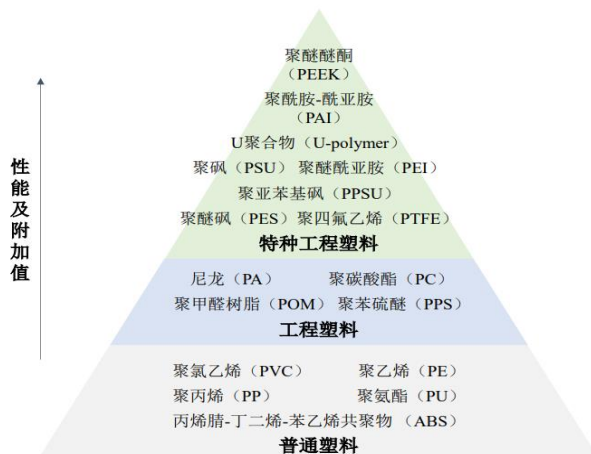 聚醚醚酮
(PEEK)
聚酰胺-酰亚胺
(PAI)
U聚合物（U-polymer）
聚砜（PSU） 聚醚酰亚胺（PEI）
聚亚苯基砜（PPSU）
聚醚砜（PES） 聚四氟乙烯（PTFE）
特种工程塑料
性能及附加值
尼龙（PA） 聚碳酸酯（PC）
聚甲醛树脂（POM） 聚苯硫醚（PPS）
工程塑料
聚氯乙烯（PVC） 聚乙烯（PE）
聚丙烯（PP） 聚氨酯（PU）
丙烯腈-丁二烯-苯乙烯共聚物（ABS）
普通塑料